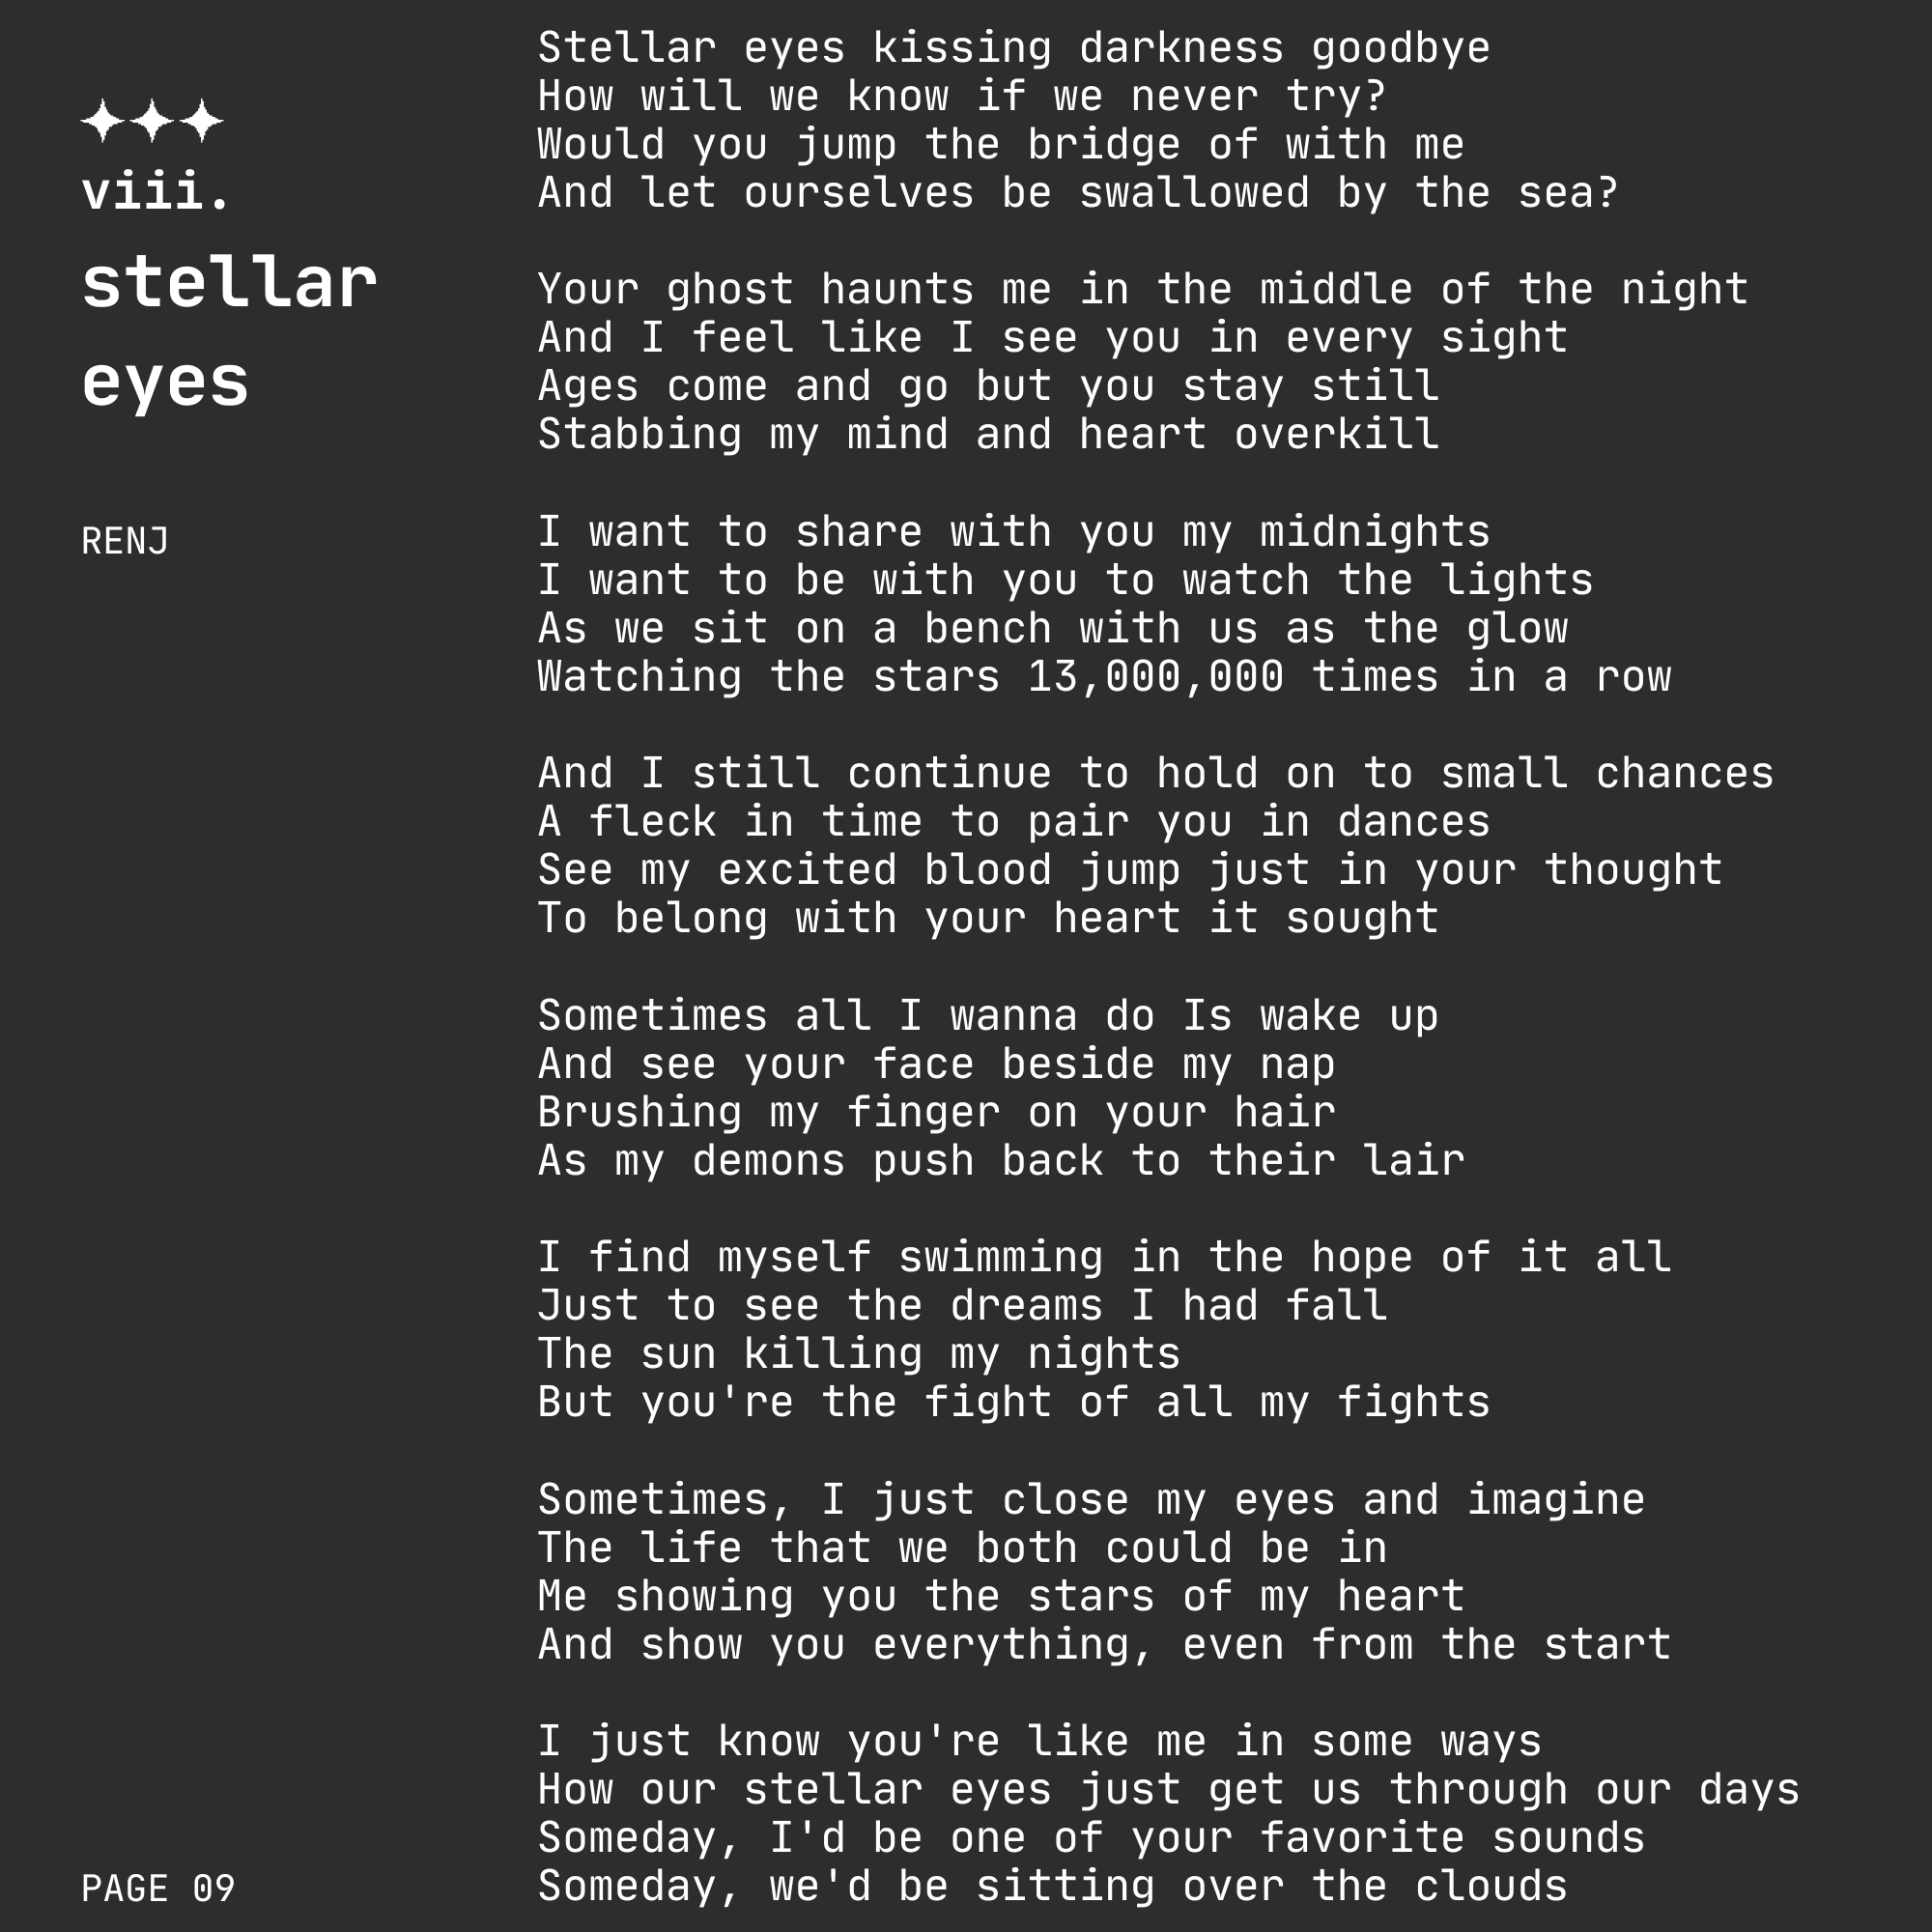 ✦✦✦
viii.
stellar
eyes
RENJ
PAGE 09
Stellar eyes kissing darkness goodbye
How will we know if we never try?
Would you jump the bridge of with me
And let ourselves be swallowed by the sea?

Your ghost haunts me in the middle of the night
And I feel like I see you in every sight
Ages come and go but you stay still
Stabbing my mind and heart overkill

I want to share with you my midnights
I want to be with you to watch the lights
As we sit on a bench with us as the glow
Watching the stars 13,000,000 times in a row

And I still continue to hold on to small chances
A fleck in time to pair you in dances
See my excited blood jump just in your thought
To belong with your heart it sought

Sometimes all I wanna do Is wake up
And see your face beside my nap
Brushing my finger on your hair
As my demons push back to their lair

I find myself swimming in the hope of it all
Just to see the dreams I had fall
The sun killing my nights
But you're the fight of all my fights

Sometimes, I just close my eyes and imagine
The life that we both could be in
Me showing you the stars of my heart
And show you everything, even from the start

I just know you're like me in some ways
How our stellar eyes just get us through our days
Someday, I'd be one of your favorite sounds
Someday, we'd be sitting over the clouds